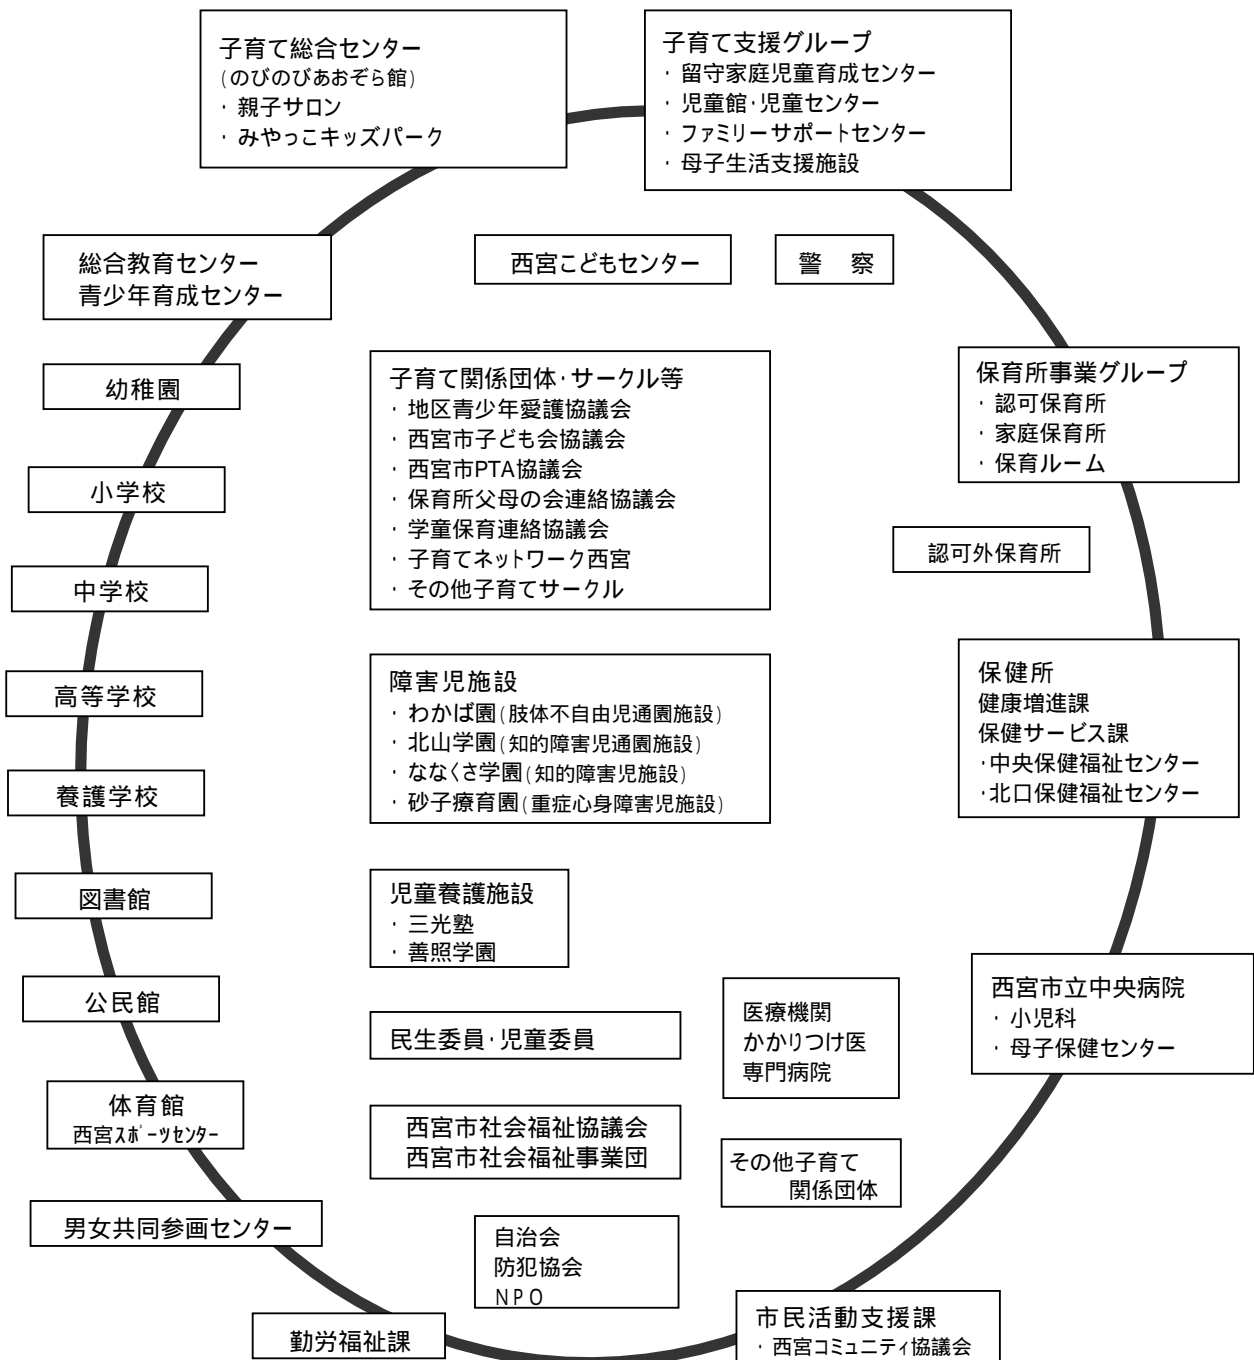 子育て総合センター
(のびのびあおぞら館)
・親子サロン
・みやっこキッズパーク
子育て支援グループ
・留守家庭児童育成センター
・児童館・児童センター
・ファミリーサポートセンター
・母子生活支援施設
総合教育センター
青少年育成センター
西宮こどもセンター
警　察
幼稚園
小学校
中学校
高等学校
養護学校
図書館
公民館
体育館
西宮スポーツセンター
男女共同参画センター
勤労福祉課
子育て関係団体・サークル等
・地区青少年愛護協議会
・西宮市子ども会協議会
・西宮市PTA協議会
・保育所父母の会連絡協議会
・学童保育連絡協議会
・子育てネットワーク西宮
・その他子育てサークル
障害児施設
・わかば園(肢体不自由児通園施設)
・北山学園(知的障害児通園施設)
・ななくさ学園(知的障害児施設)
・砂子療育園(重症心身障害児施設)
児童養護施設
・三光塾
・善照学園
民生委員・児童委員
西宮市社会福祉協議会
西宮市社会福祉事業団
自治会
防犯協会
NPO
医療機関
かかりつけ医
専門病院
その他子育て
関係団体
保育所事業グループ
・認可保育所
・家庭保育所
・保育ルーム
認可外保育所
保健所
健康増進課
保健サービス課
・中央保健福祉センター
・北口保健福祉センター
西宮市立中央病院
・小児科
・母子保健センター
市民活動支援課
・西宮コミュニティ協議会